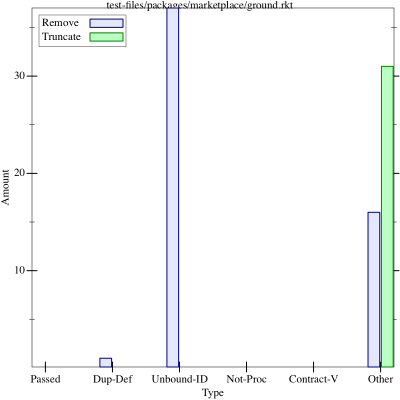 test-files/packages/marketplace/ground.rkt
Remove
Truncate
30
20
10
Amount
Passed Dup-Def Unbound-ID Not-Proc Contract-V Other
Type